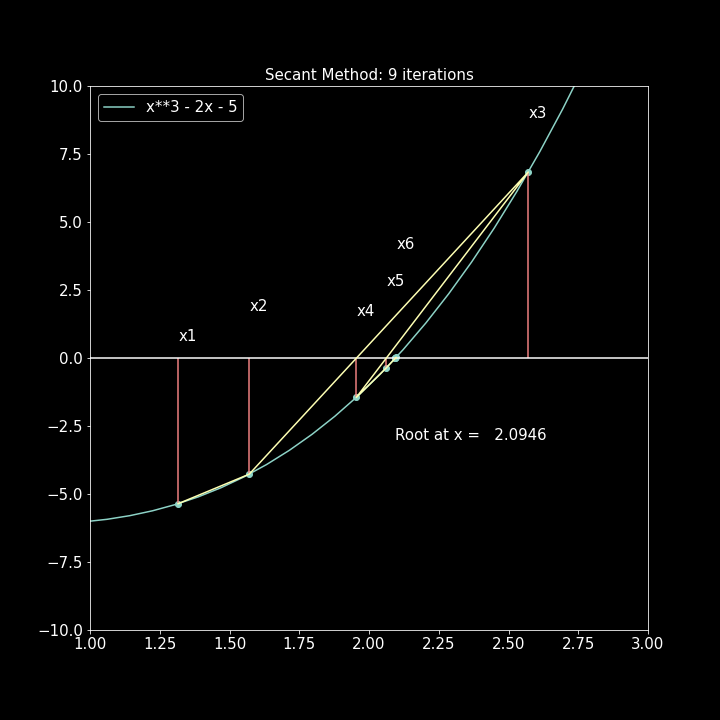 Secant Method: 9 iterations
10.0
x**3 - 2x - 5
x3
7.5
5.0
x6
x5
2.5
x2
x4
x1
0.0
Root at x = 2.0946
−2.5
−5.0
−7.5
−10.0
1.00 1.25 1.50 1.75 2.00 2.25 2.50 2.75 3.00